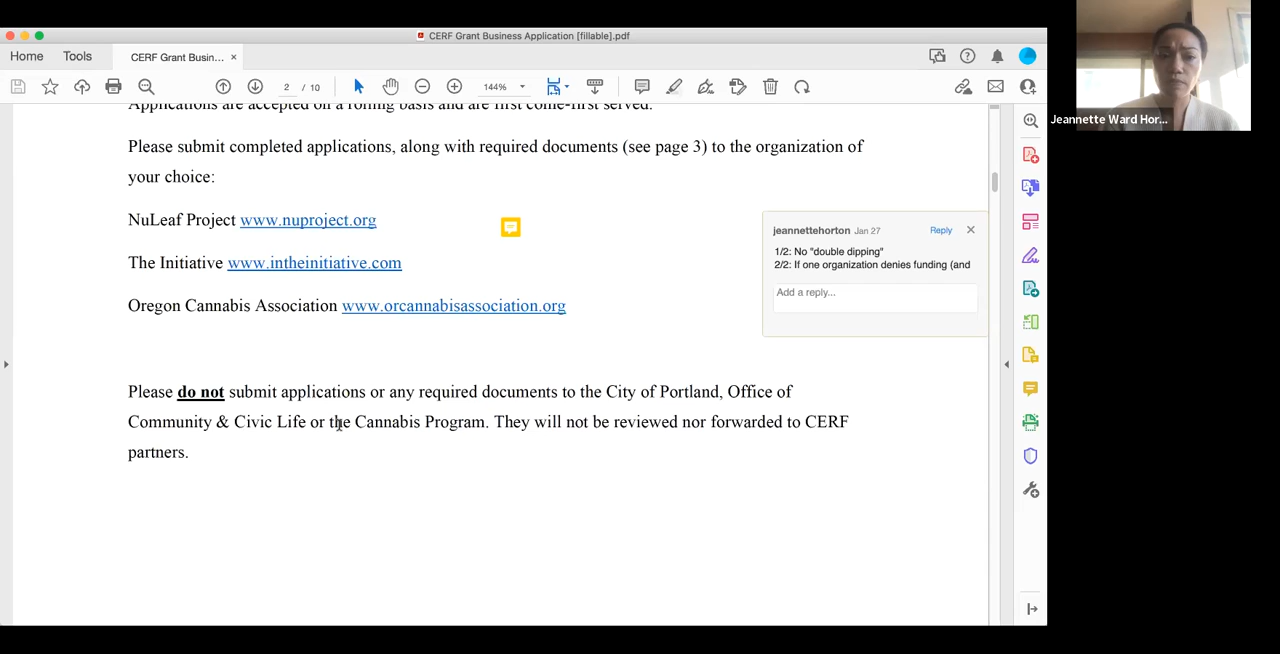 CERF Grant Business Application [fillable].pdf
Home Tools CERF Grant Busin... ×
2 / 10 144%
Applications are accepted on a rolling basis and are first come-first served.
Please submit completed applications, along with required documents (see page 3) to the organization of
your choice:
NuLeaf Project www.nuproject.org
The Initiative www.intheinitiative.com
Oregon Cannabis Association www.orcannabisassociation.org
Please do not submit applications or any required documents to the City of Portland, Office of
Community & Civic Life or the Cannabis Program. They will not be reviewed nor forwarded to CERF
partners.
jeannettehorton Jan 27 Reply
1/2: No "double dipping"
2/2: If one organization denies funding (and
Add a reply...
Jeannette Ward Hor...